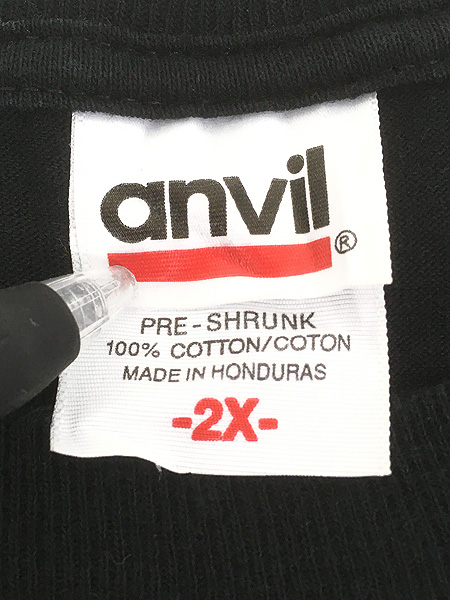 anvil®
PRE-SHRUNK
100% COTTON/COTON
MADE IN HONDURAS
-2X-